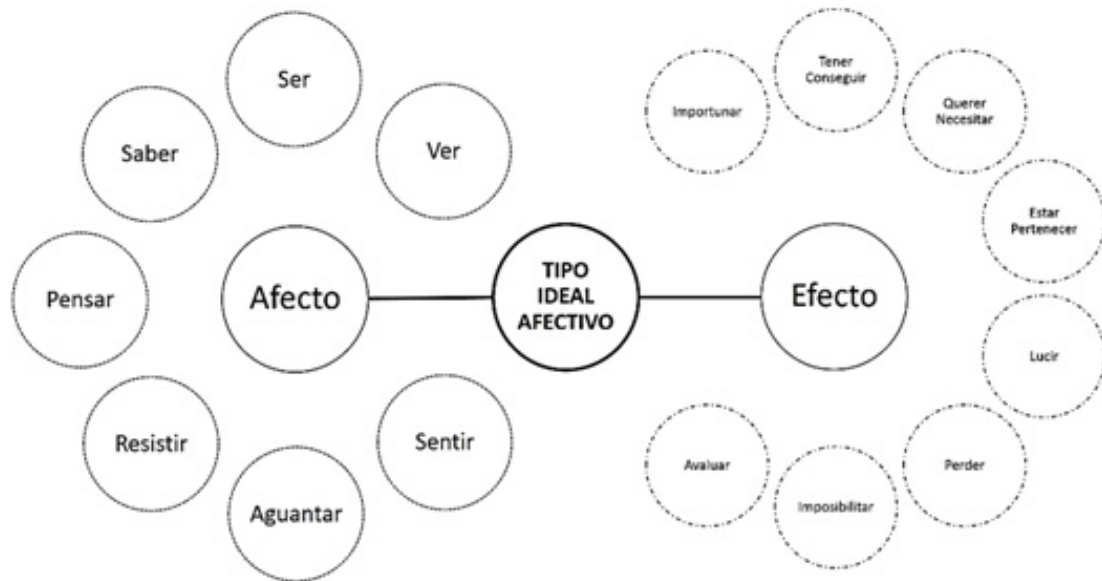 Ser
Ver
Saber
Pensar
Afecto
Resistir
Aguantar
Sentir
TIPO
IDEAL
AFECTIVO
Efecto
Importunar
Tener
Conseguir
Querer
Necesitar
Estar
Pertenecer
Lucir
Perder
Imposibilitar
Avaluar